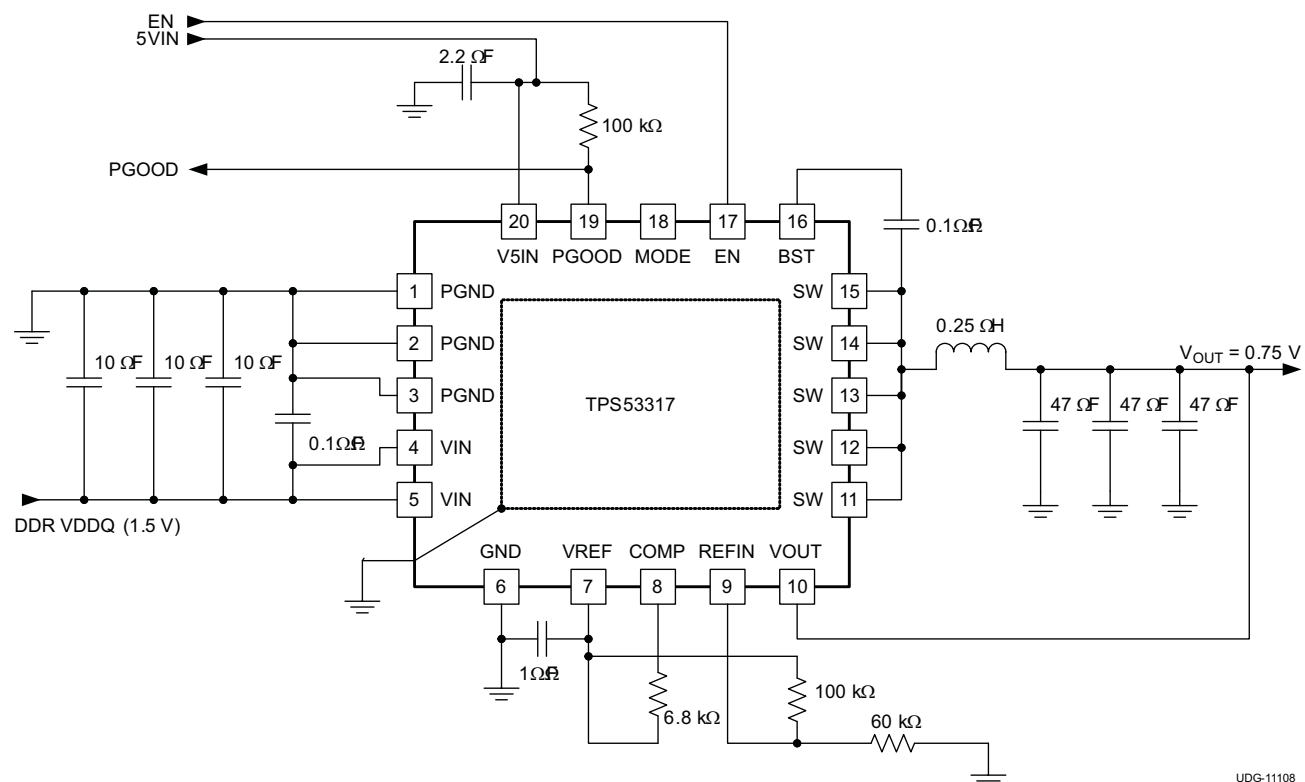 EN
5VIN
2.2 ΩF
100 kΩ
PGOOD
20
19
18
17
16
V5IN
PGOOD
MODE
EN
BST
0.1ΩF
1
PGND
2
PGND
3
PGND
4
VIN
5
VIN
10 ΩF
10 ΩF
10 ΩF
0.1ΩF
DDR VDDQ (1.5 V)
TPS53317
SW
15
SW
14
SW
13
SW
12
SW
11
0.25 ΩH
VOUT = 0.75 V
47 ΩF
47 ΩF
47 ΩF
GND
VREF
COMP
REFIN
VOUT
6
7
8
9
10
1ΩF
6.8 kΩ
100 kΩ
60 kΩ
UDG-11108